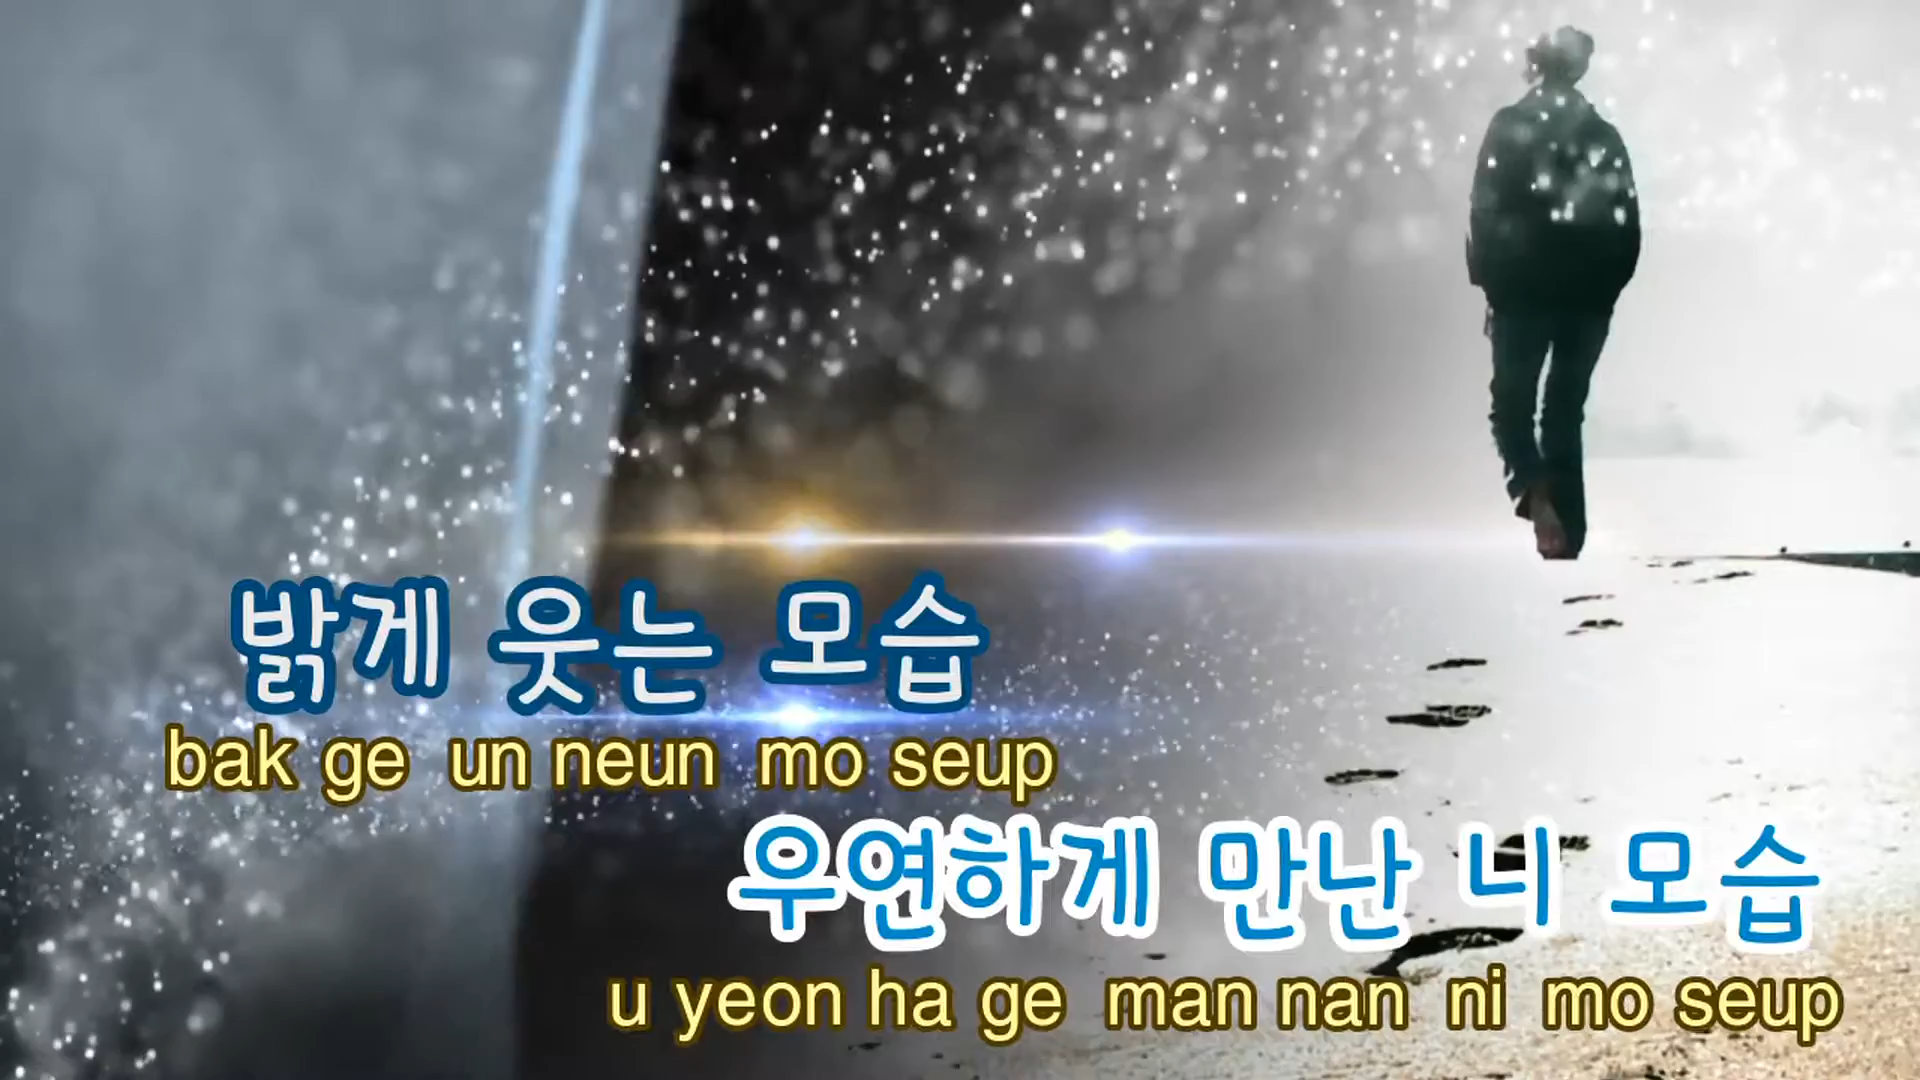 밝게 웃는 모습
bak ge un neun mo seup
우연하게 만난 니 모습
u yeon ha ge man nan ni mo seup